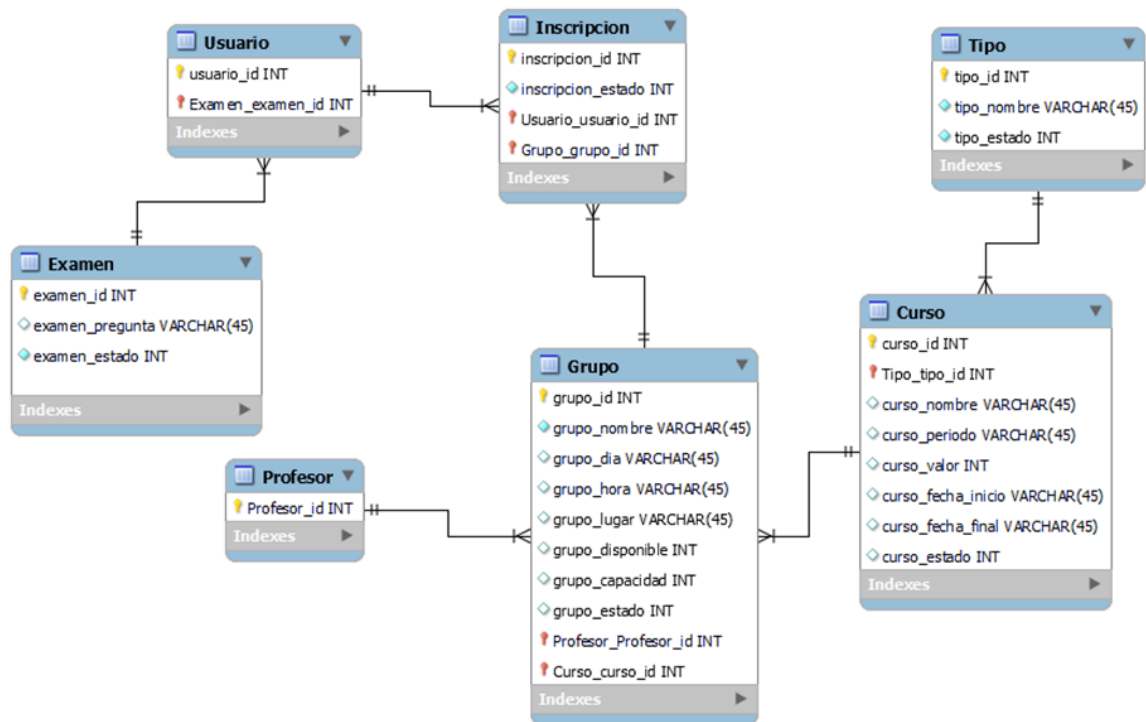 Usuario
usuario_id INT
Examen_examen_id INT
Indexes
Inscripcion
inscripcion_id INT
inscripcion_estado INT
Usuario_usuario_id INT
Grupo_grupo_id INT
Indexes
Tipo
tipo_id INT
tipo_nombre VARCHAR(45)
tipo_estado INT
Indexes
Examen
examen_id INT
examen_pregunta VARCHAR(45)
examen_estado INT
Indexes
Curso
curso_id INT
Tipo_tipo_id INT
curso_nombre VARCHAR(45)
curso_periodo VARCHAR(45)
curso_valor INT
curso_fecha_inicio VARCHAR(45)
curso_fecha_final VARCHAR(45)
curso_estado INT
Indexes
Grupo
grupo_id INT
grupo_nombre VARCHAR(45)
grupo_dia VARCHAR(45)
grupo_hora VARCHAR(45)
grupo_lugar VARCHAR(45)
grupo_disponible INT
grupo_capacidad INT
grupo_estado INT
Profesor_Profesor_id INT
Curso_curso_id INT
Indexes
Profesor
Profesor_id INT
Indexes